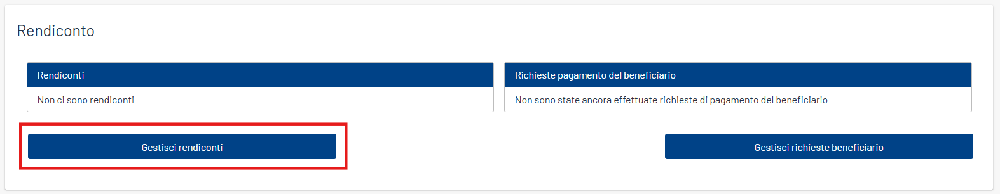 Rendiconto
Rendiconti
Non ci sono rendiconti
Richieste pagamento del beneficiario
Non sono state ancora effettuate richieste di pagamento del beneficiario
Gestisci rendiconti
Gestisci richieste beneficiario